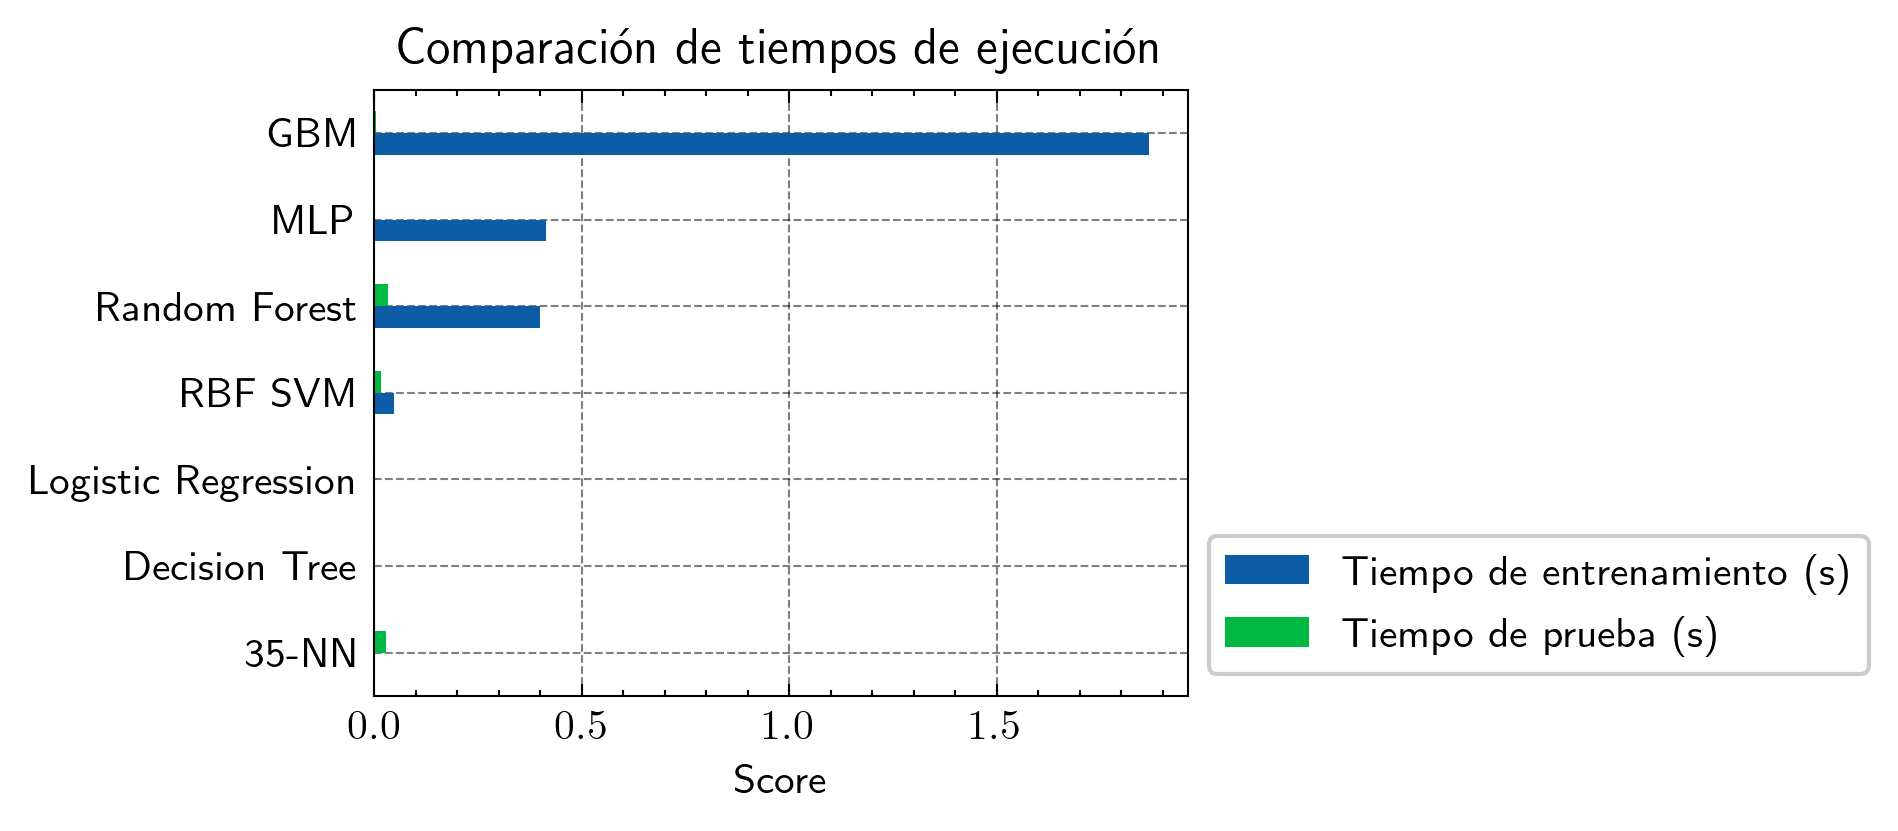 Comparación de tiempos de ejecución
GBM
MLP
Random Forest
RBF SVM
Logistic Regression
Decision Tree
35-NN
0.0 0.5 1.0 1.5
Score
Tiempo de entrenamiento (s)
Tiempo de prueba (s)